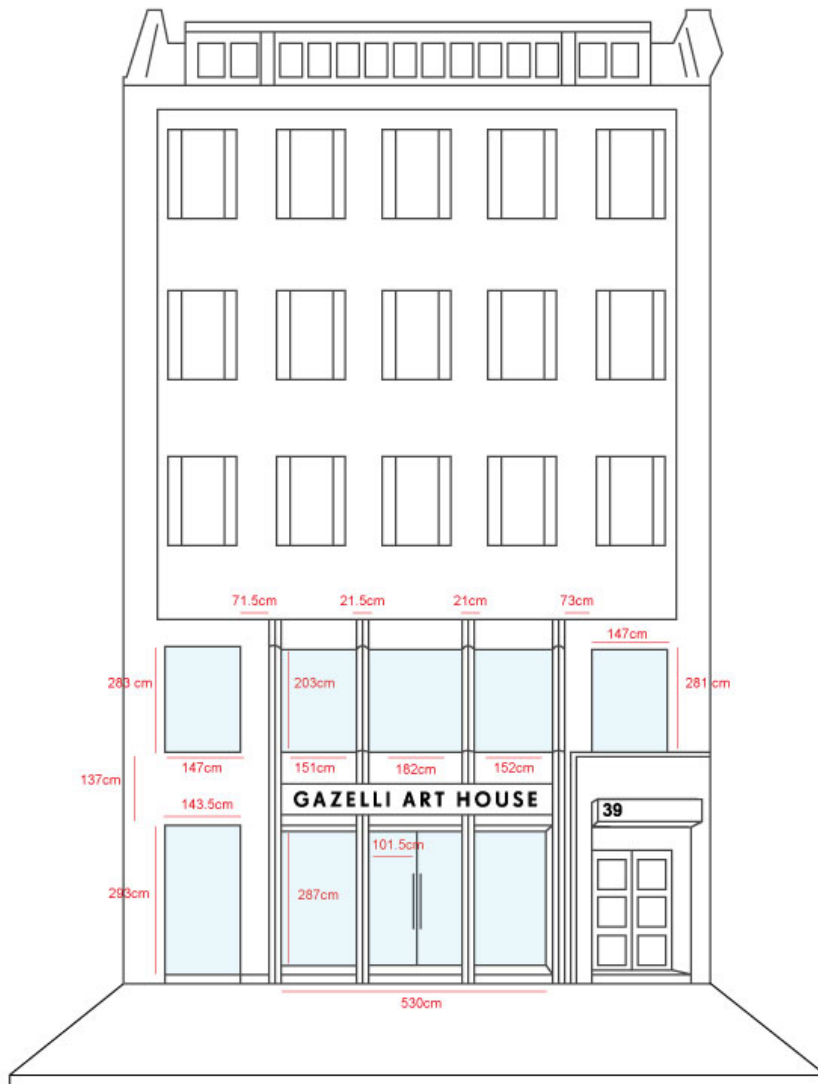 71.5cm 21.5cm 21cm 73cm
147cm
283 cm 203cm 281 cm
147cm 151cm 182cm 152cm
137cm
GAZELLI ART HOUSE
143.5cm
39
101.5cm
293cm 287cm
530cm